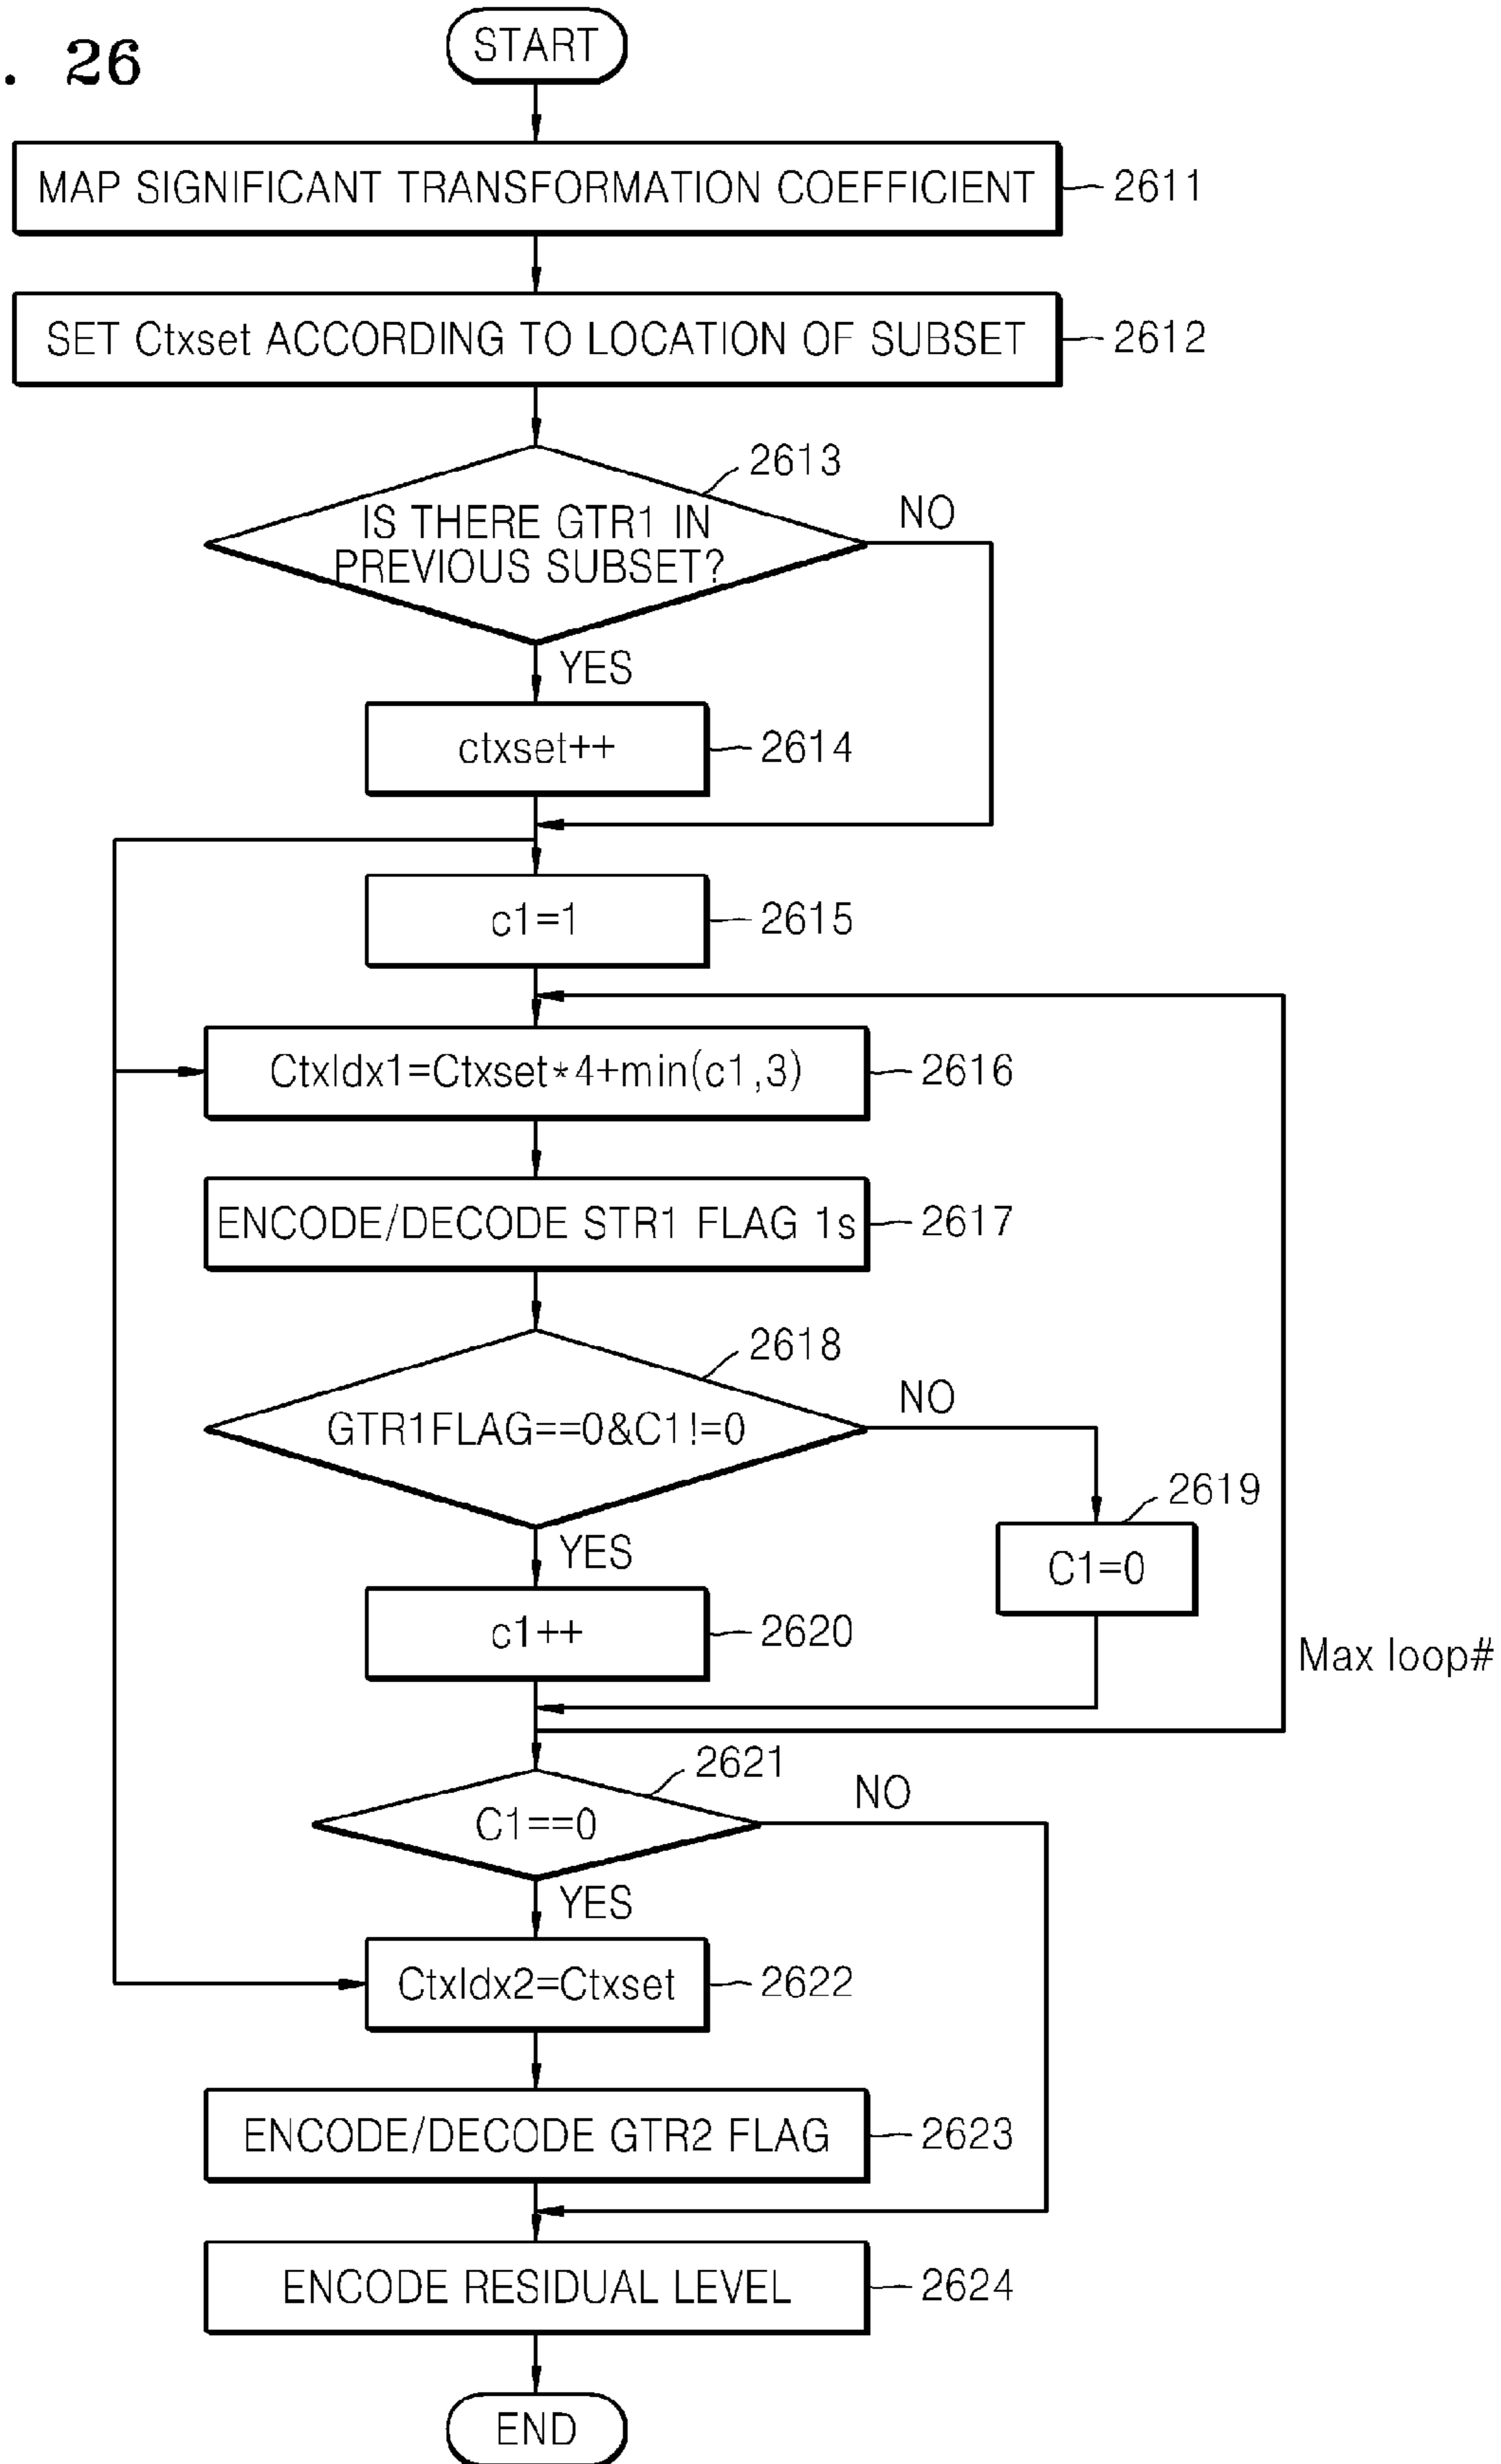 . 26
START
MAP SIGNIFICANT TRANSFORMATION COEFFICIENT
2611
SET Ctxset ACCORDING TO LOCATION OF SUBSET
2612
2613
IS THERE GTR1 IN
PREVIOUS SUBSET?
NO
YES
ctxset++
2614
c1=1
2615
CtxIdx1=Ctxset*4+min(c1,3)
2616
ENCODE/DECODE STR1 FLAG 1s
2617
2618
GTR1FLAG==0&C1!=0
NO
2619
C1=0
YES
c1++
2620
Max loop#
2621
C1==0
NO
YES
CtxIdx2=Ctxset
2622
ENCODE/DECODE GTR2 FLAG
2623
ENCODE RESIDUAL LEVEL
2624
END